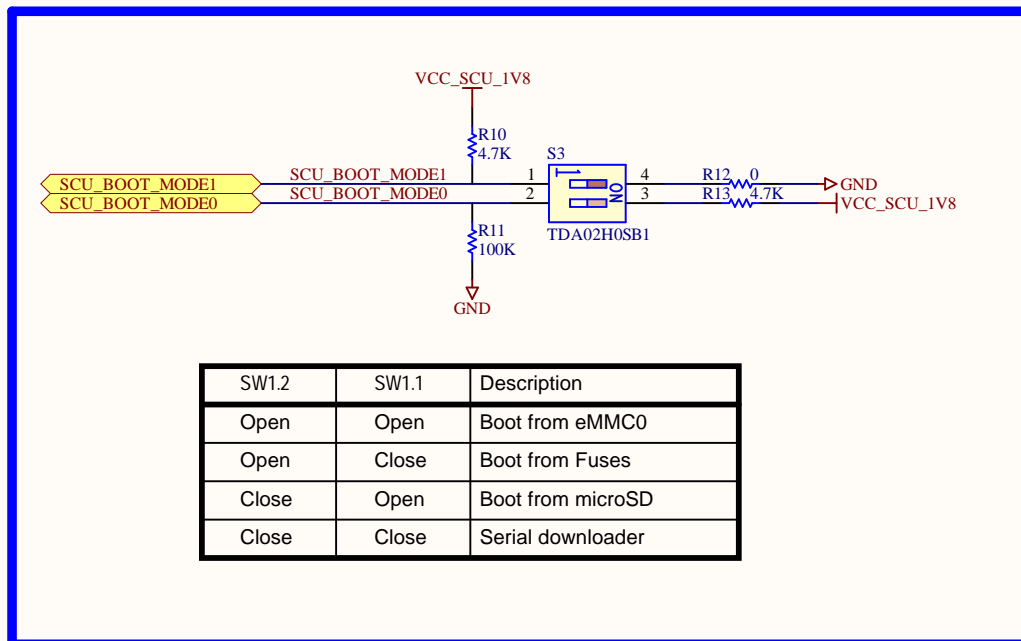 VCC_SCU_1V8
R10
4.7K
SCU_BOOT_MODE1 SCU_BOOT_MODE1 1 S3 1 4 R12 0 GND
SCU_BOOT_MODE0 SCU_BOOT_MODE0 2 ON 3 R13 4.7K VCC_SCU_1V8
R11
100K
TDA02H0SB1
GND
SW1.2 SW1.1 Description
Open Open Boot from eMMC0
Open Close Boot from Fuses
Close Open Boot from microSD
Close Close Serial downloader